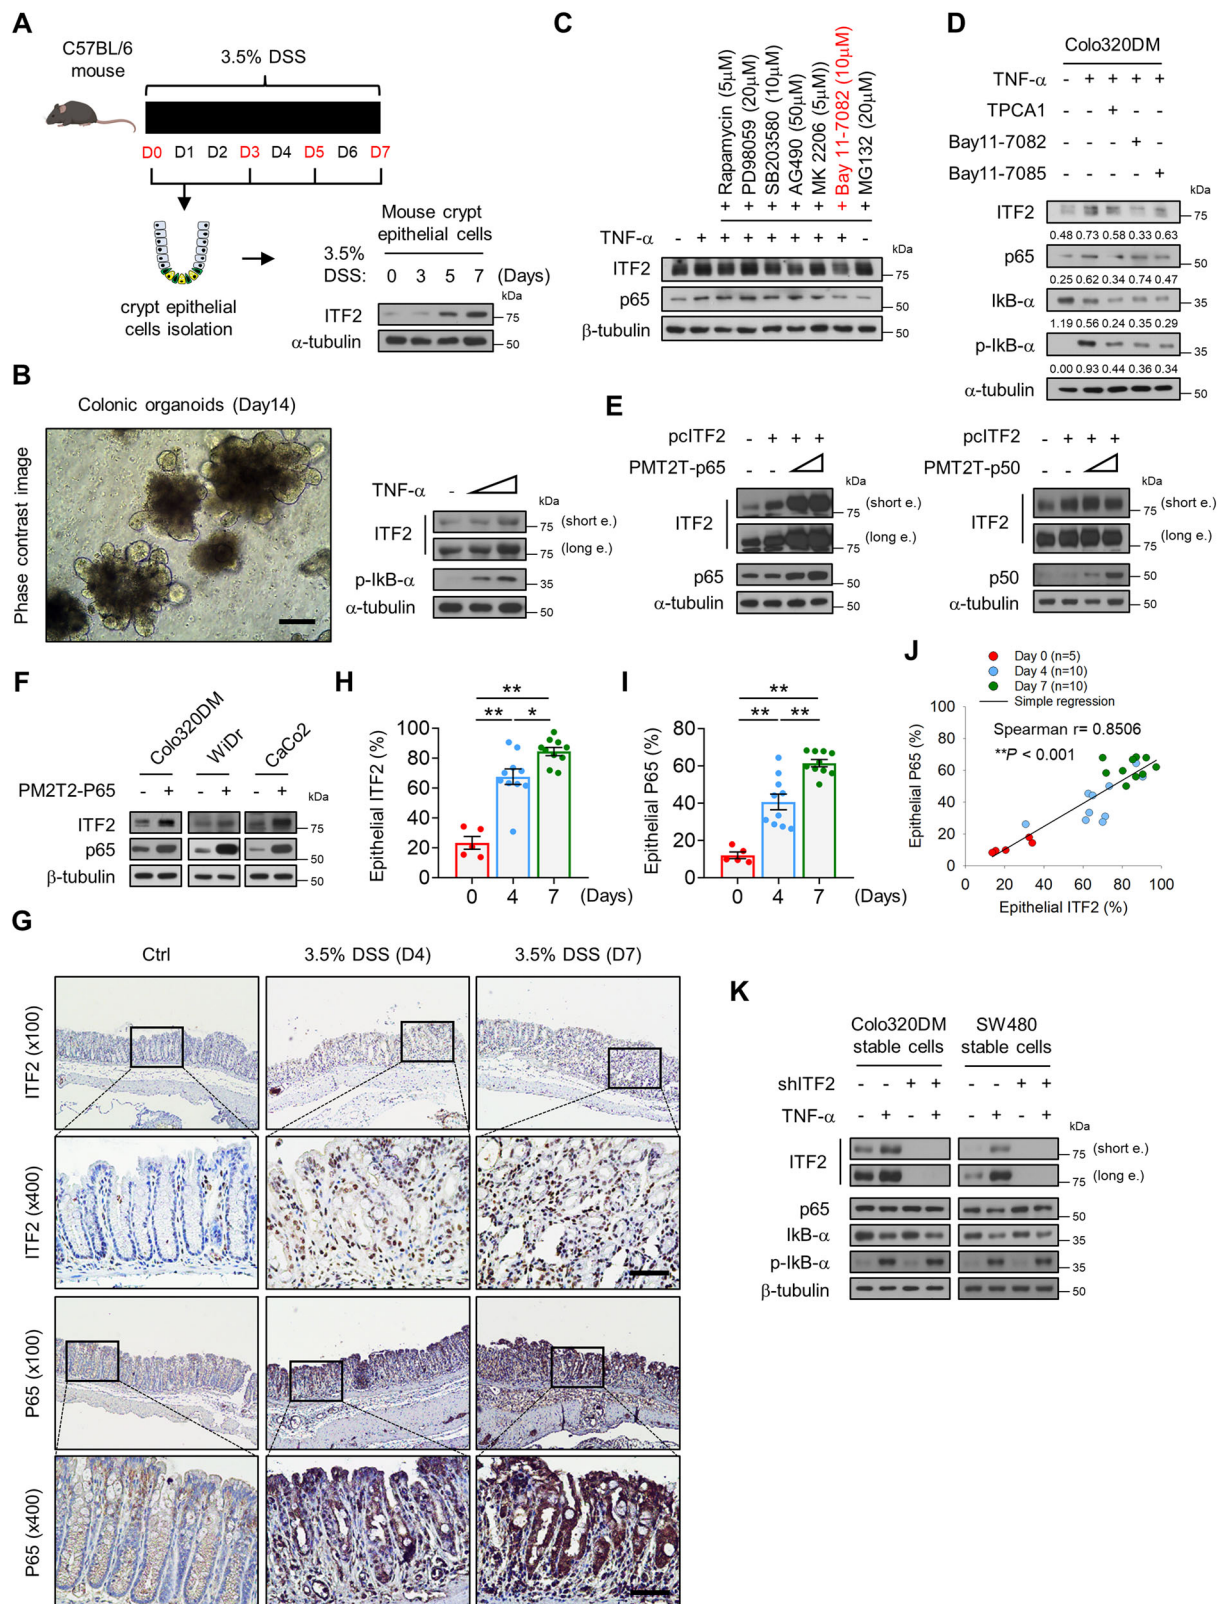 A
C57BL/6
mouse
3.5% DSS
D0 D1 D2 D3 D4 D5 D6 D7
crypt epithelial
cells isolation
Mouse crypt
epithelial cells
3.5%
DSS: 0 3 5 7 (Days)
kDa
ITF2 75
α-tubulin 50
B
Colonic organoids (Day14)
Phase contrast image
TNF-α -
kDa
ITF2
75 (short e.)
75 (long e.)
p-IkB-α 35
α-tubulin 50
C
Rapamycin (5μM)
PD98059 (20μM)
SB203580 (10μM)
AG490 (50μM)
MK 2206 (5μM))
Bay 11-7082 (10μM)
MG132 (20μM)
+ + + + + + +
TNF-α - + + + + + + + -
kDa
ITF2 75
p65 50
β-tubulin 50
D
Colo320DM
TNF-α - + + + +
TPCA1 - - + - -
Bay11-7082 - - - + -
Bay11-7085 - - - - +
kDa
ITF2 75
0.48 0.73 0.58 0.33 0.63
p65 50
0.25 0.62 0.34 0.74 0.47
IkB-α 35
1.19 0.56 0.24 0.35 0.29
p-IkB-α 35
0.00 0.93 0.44 0.36 0.34
α-tubulin 50
E
pcITF2 - + + +
PMT2T-p65 - -
kDa
ITF2
75 (short e.)
75 (long e.)
p65 50
α-tubulin 50
pcITF2 - + + +
PMT2T-p50 - -
kDa
ITF2
75 (short e.)
75 (long e.)
p50 50
α-tubulin 50
F
Colo320DM
WiDr
CaCo2
PM2T2-P65 - + - + - +
kDa
ITF2 75
p65
β-tubulin 50
H
Epithelial ITF2 (%)
100
80
60
40
20
0
**
** *
0 4 7 (Days)
I
Epithelial P65 (%)
80
60
40
20
0
**
** **
0 4 7 (Days)
J
Day 0 (n=5)
Day 4 (n=10)
Day 7 (n=10)
Simple regression
Spearman r= 0.8506
**P < 0.001
Epithelial P65 (%)
100
80
60
40
20
0
0 20 40 60 80 100
Epithelial ITF2 (%)
G
Ctrl 3.5% DSS (D4) 3.5% DSS (D7)
ITF2 (x100)
ITF2 (x400)
P65 (x100)
P65 (x400)
K
Colo320DM
stable cells
SW480
stable cells
shITF2 - - + + - - + +
TNF-α - + - + - + - +
kDa
ITF2
75 (short e.)
75 (long e.)
p65 50
IkB-α 35
p-IkB-α 35
β-tubulin 50